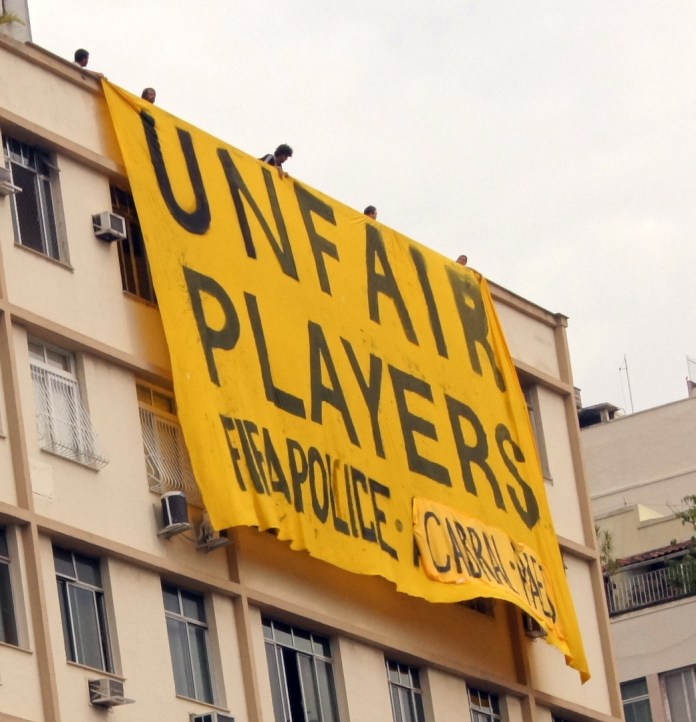 UNFAIR
PLAYERS
FIFA POLICE · CABRAL · PAES